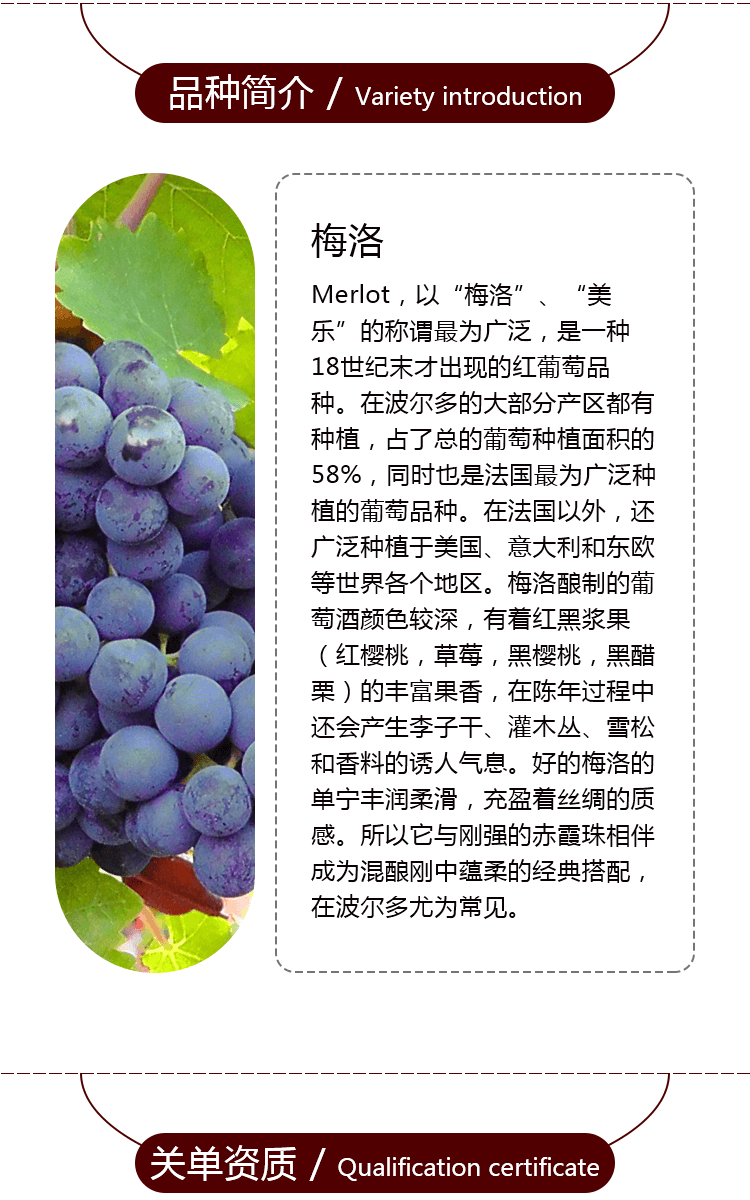 品种简介 / Variety introduction
梅洛
Merlot，以“梅洛”、“美
乐”的称谓最为广泛，是一种
18世纪末才出现的红葡萄品
种。在波尔多的大部分产区都有
种植，占了总的葡萄种植面积的
58%，同时也是法国最为广泛种
植的葡萄品种。在法国以外，还
广泛种植于美国、意大利和东欧
等世界各个地区。梅洛酿制的葡
萄酒颜色较深，有着红黑浆果
（红樱桃，草莓，黑樱桃，黑醋
栗）的丰富果香，在陈年过程中
还会产生李子干、灌木丛、雪松
和香料的诱人气息。好的梅洛的
单宁丰润柔滑，充盈着丝绸的质
感。所以它与刚强的赤霞珠相伴
成为混酿刚中蕴柔的经典搭配，
在波尔多尤为常见。
关单资质 / Qualification certificate